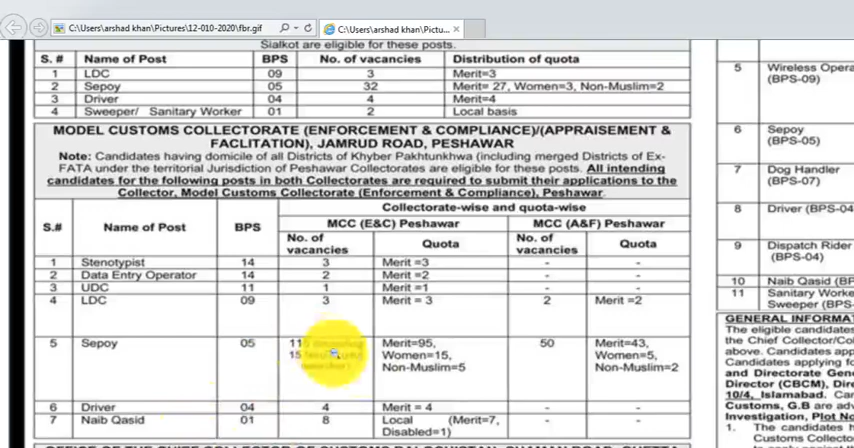 C:\Users\arshad khan\Pictures\12-010-2020\fbr.gif
C:\Users\arshad khan\Pictu...
Sialkot are eligible for these posts.
S. # Name of Post BPS No. of vacancies Distribution of quota
1 LDC 09 3 Merit=3
2 Sepoy 05 32 Merit= 27, Women=3, Non-Muslim=2
3 Driver 04 4 Merit=4
4 Sweeper/ Sanitary Worker 01 2 Local basis
MODEL CUSTOMS COLLECTORATE (ENFORCEMENT & COMPLIANCE)/(APPRAISEMENT &
FACLITATION), JAMRUD ROAD, PESHAWAR
Note: Candidates having domicile of all Districts of Khyber Pakhtunkhwa (including merged Districts of Ex-
FATA under the territorial Jurisdiction of Peshawar Collectorates are eligible for these posts. All intending
candidates for the following posts in both Collectorates are required to submit their applications to the
Collector, Model Customs Collectorate (Enforcement & Compliance), Peshawar.
S.# Name of Post BPS Collectorate-wise and quota-wise
MCC (E&C) Peshawar MCC (A&F) Peshawar
No. of vacancies Quota No. of vacancies Quota
1 Stenotypist 14 3 Merit =3 - -
2 Data Entry Operator 14 2 Merit =2 - -
3 UDC 11 1 Merit =1 - -
4 LDC 09 3 Merit = 3 2 Merit =2
5 Sepoy 05 Merit=95, 50 Merit=43,
15 Women=15, Women=5,
Non-Muslim=5 Non-Muslim=2
6 Driver 04 4 Merit = 4 - -
7 Naib Qasid 01 8 Local (Merit=7, - -
Disabled=1)
5 Wireless Opera
(BPS-09)
6 Sepoy
(BPS-05)
7 Dog Handler
(BPS-07)
8 Driver (BPS-04
9 Dispatch Rider
(BPS-04)
10 Naib Qasid (BP
11 Sanitary Worke
Sweeper (BPS-
GENERAL INFORMA
The eligible candidates
the Chief Collector/Col
above. Candidates app
Candidates applying fo
and Directorate Gener
Director (CBCM), Direc
10/4, Islamabad. Can
Customs, G.B are adv
Investigation, Plot No
1. The candidates